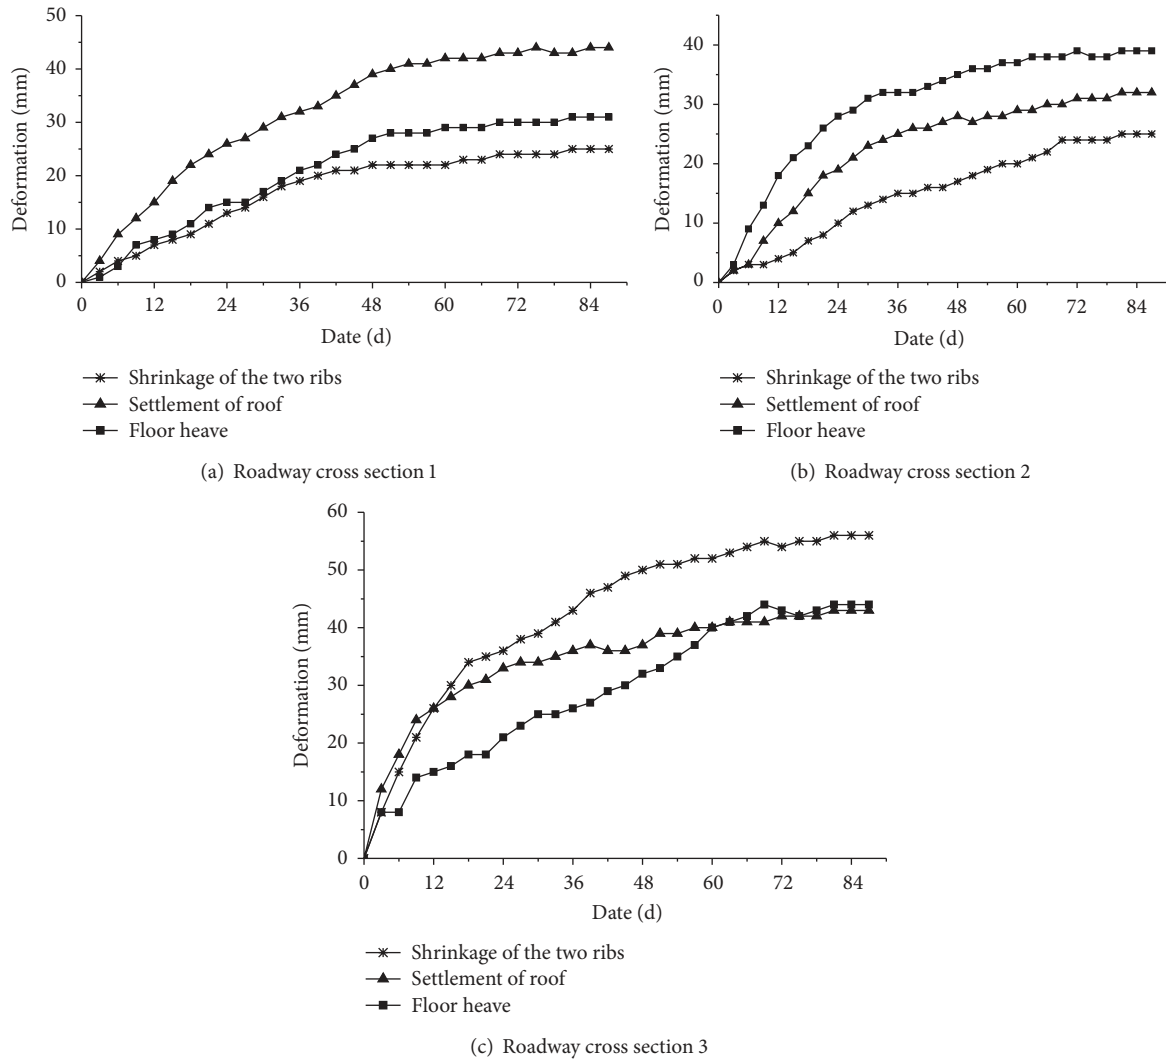 50
40
30
20
10
0
Deformation (mm)
0 12 24 36 48 60 72 84
Date (d)
Shrinkage of the two ribs
Settlement of roof
Floor heave
(a) Roadway cross section 1
40
30
20
10
0
Deformation (mm)
0 12 24 36 48 60 72 84
Date (d)
Shrinkage of the two ribs
Settlement of roof
Floor heave
(b) Roadway cross section 2
60
50
40
30
20
10
0
Deformation (mm)
0 12 24 36 48 60 72 84
Date (d)
Shrinkage of the two ribs
Settlement of roof
Floor heave
(c) Roadway cross section 3